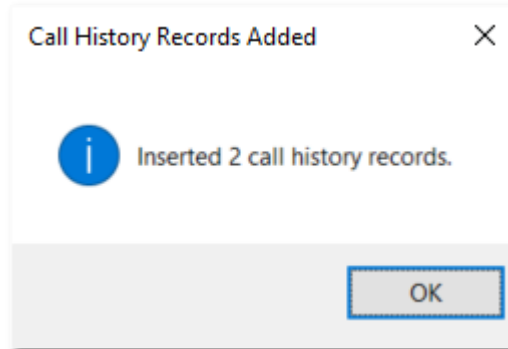 Call History Records Added
Inserted 2 call history records.
OK